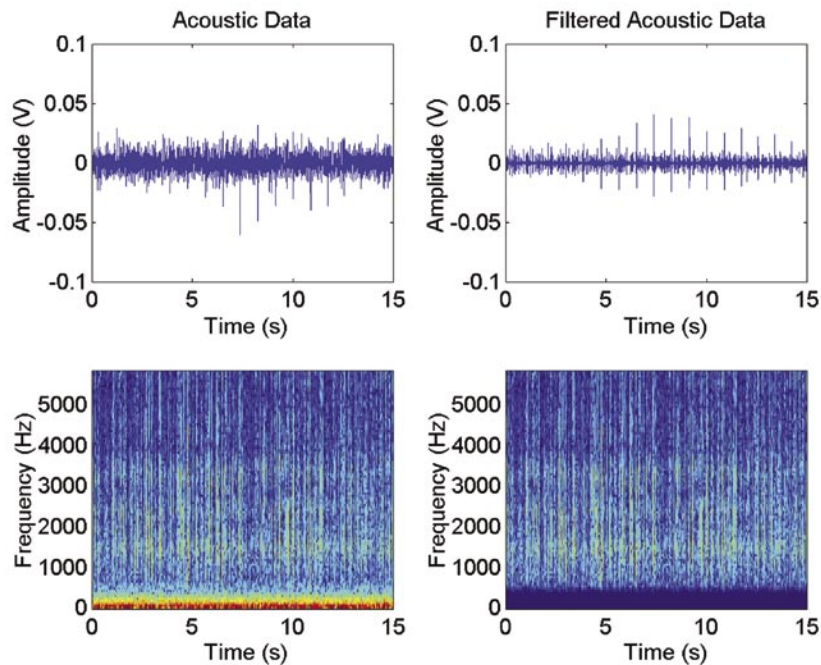 Acoustic Data
0.1
0.05
0
-0.05
-0.1
Amplitude (V)
0 5 10 15
Time (s)
Filtered Acoustic Data
0.1
0.05
0
-0.05
-0.1
Amplitude (V)
0 5 10 15
Time (s)
5000
4000
3000
2000
1000
0
Frequency (Hz)
0 5 10 15
Time (s)
5000
4000
3000
2000
1000
0
Frequency (Hz)
0 5 10 15
Time (s)